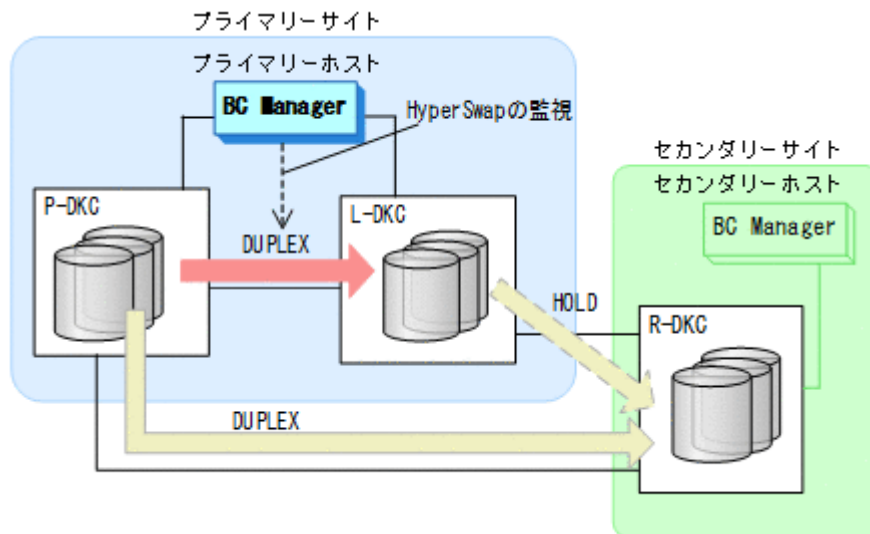 プライマリーサイト
プライマリーホスト
BC Manager
HyperSwapの監視
セカンダリーサイト
セカンダリーホスト
BC Manager
P-DKC
L-DKC
DUPLEX
HOLD
R-DKC
DUPLEX